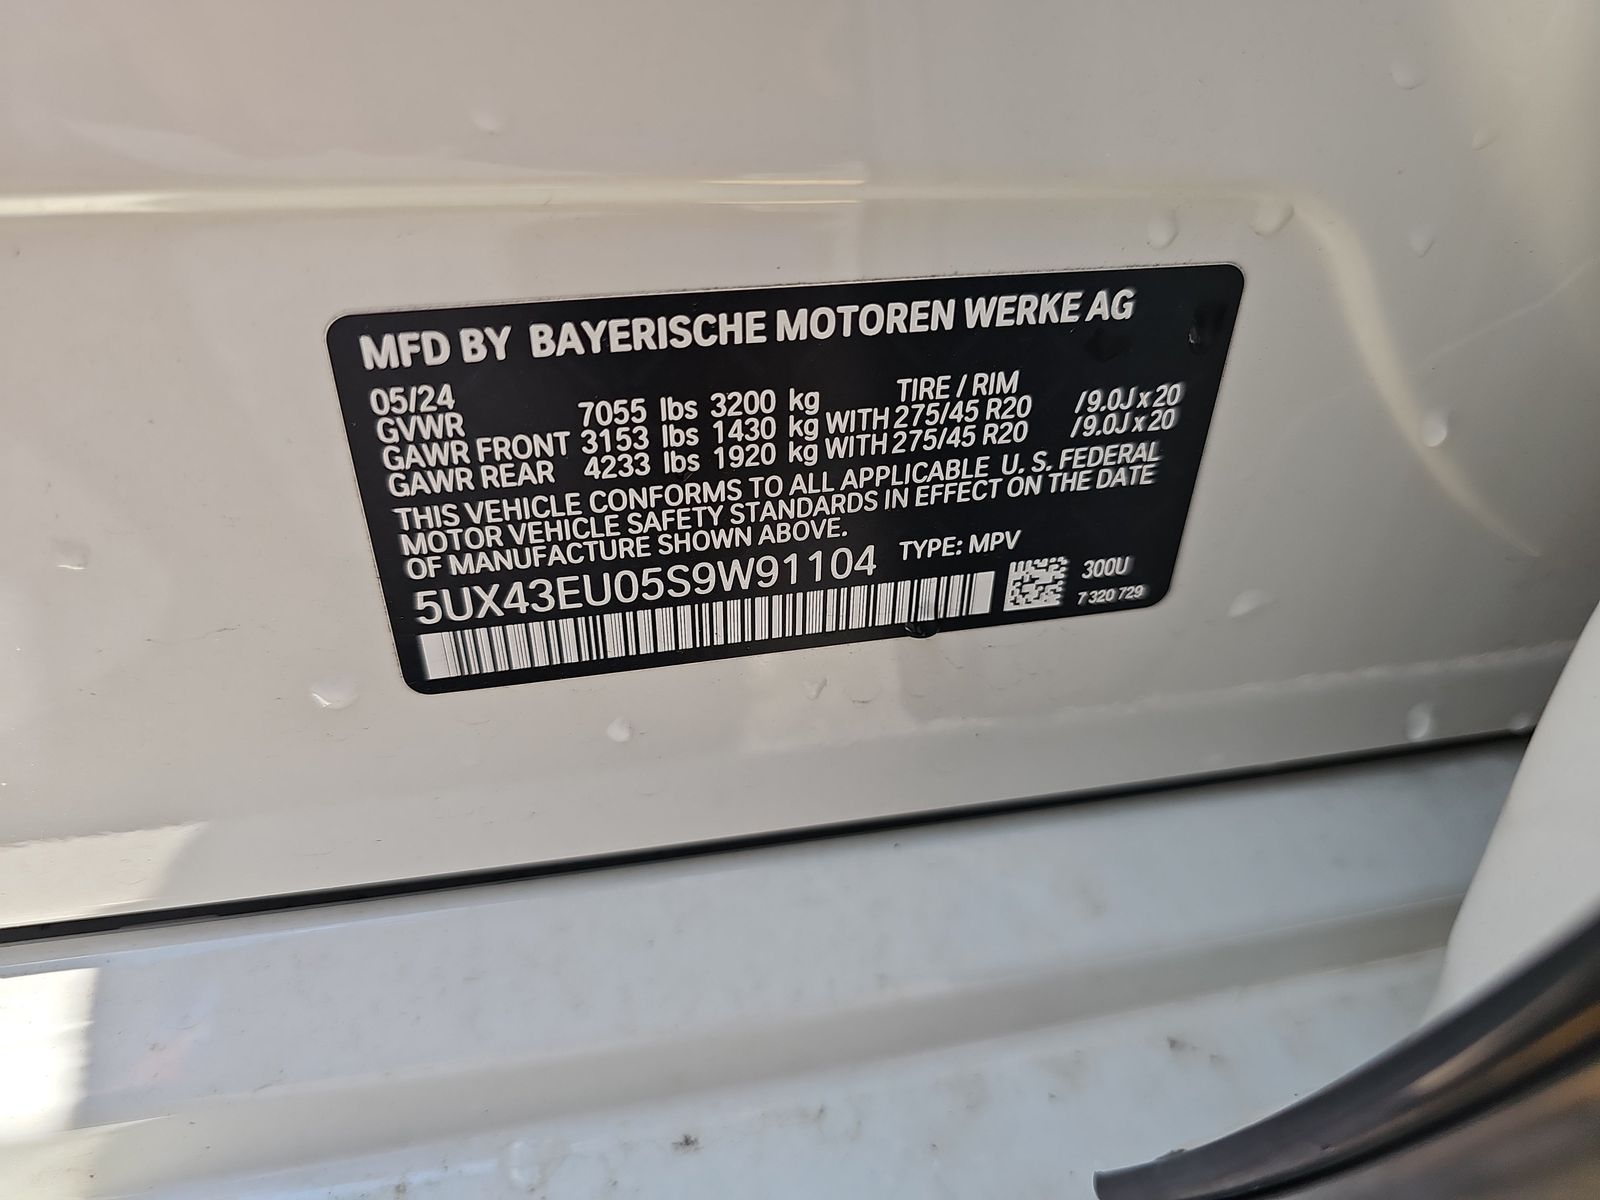 MFD BY BAYERISCHE MOTOREN WERKE AG
05/24 TIRE / RIM
GVWR 7055 lbs 3200 kg
GAWR FRONT 3153 lbs 1430 kg WITH 275/45 R20 /9.0J x 20
GAWR REAR 4233 lbs 1920 kg WITH 275/45 R20 /9.0J x 20
THIS VEHICLE CONFORMS TO ALL APPLICABLE U. S. FEDERAL
MOTOR VEHICLE SAFETY STANDARDS IN EFFECT ON THE DATE
OF MANUFACTURE SHOWN ABOVE.
5UX43EU05S9W91104 TYPE: MPV
300U
7 320 729